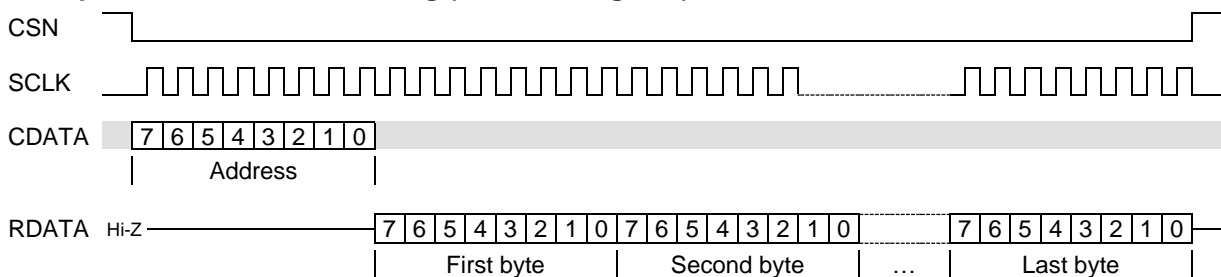 CSN
SCLK
CDATA 7 6 5 4 3 2 1 0
Address
RDATA Hi-Z 7 6 5 4 3 2 1 0 7 6 5 4 3 2 1 0 7 6 5 4 3 2 1 0
First byte Second byte … Last byte